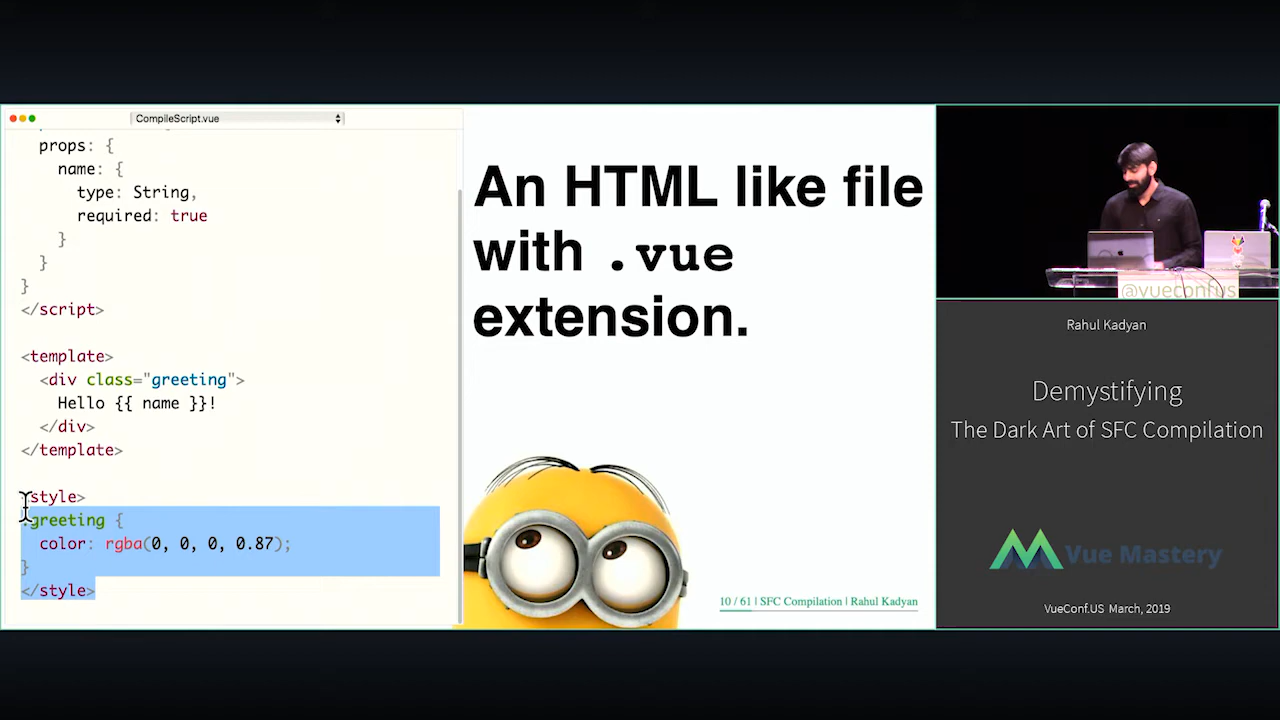 CompileScript.vue
props: {
name: {
type: String,
required: true
}
}
}
</script>
<template>
<div class="greeting">
Hello {{ name }}!
</div>
</template>
<style>
.greeting {
color: rgba(0, 0, 0, 0.87);
}
</style>
An HTML like file
with .vue
extension.
10 / 61 | SFC Compilation | Rahul Kadyan
@vueconfus
Rahul Kadyan
Demystifying
The Dark Art of SFC Compilation
Vue Mastery
VueConf.US March, 2019